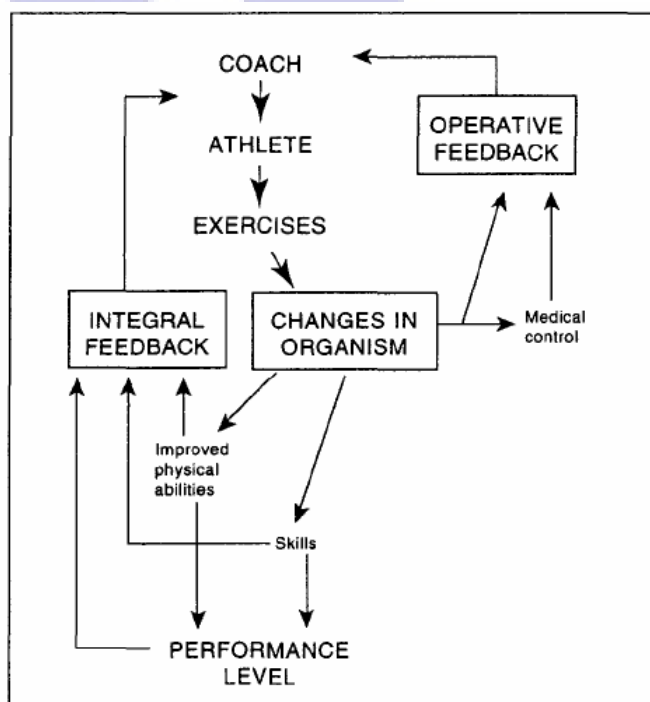 COACH
OPERATIVE
FEEDBACK
ATHLETE
EXERCISES
INTEGRAL
FEEDBACK
CHANGES IN
ORGANISM
Medical
control
Improved
physical
abilities
Skills
PERFORMANCE
LEVEL